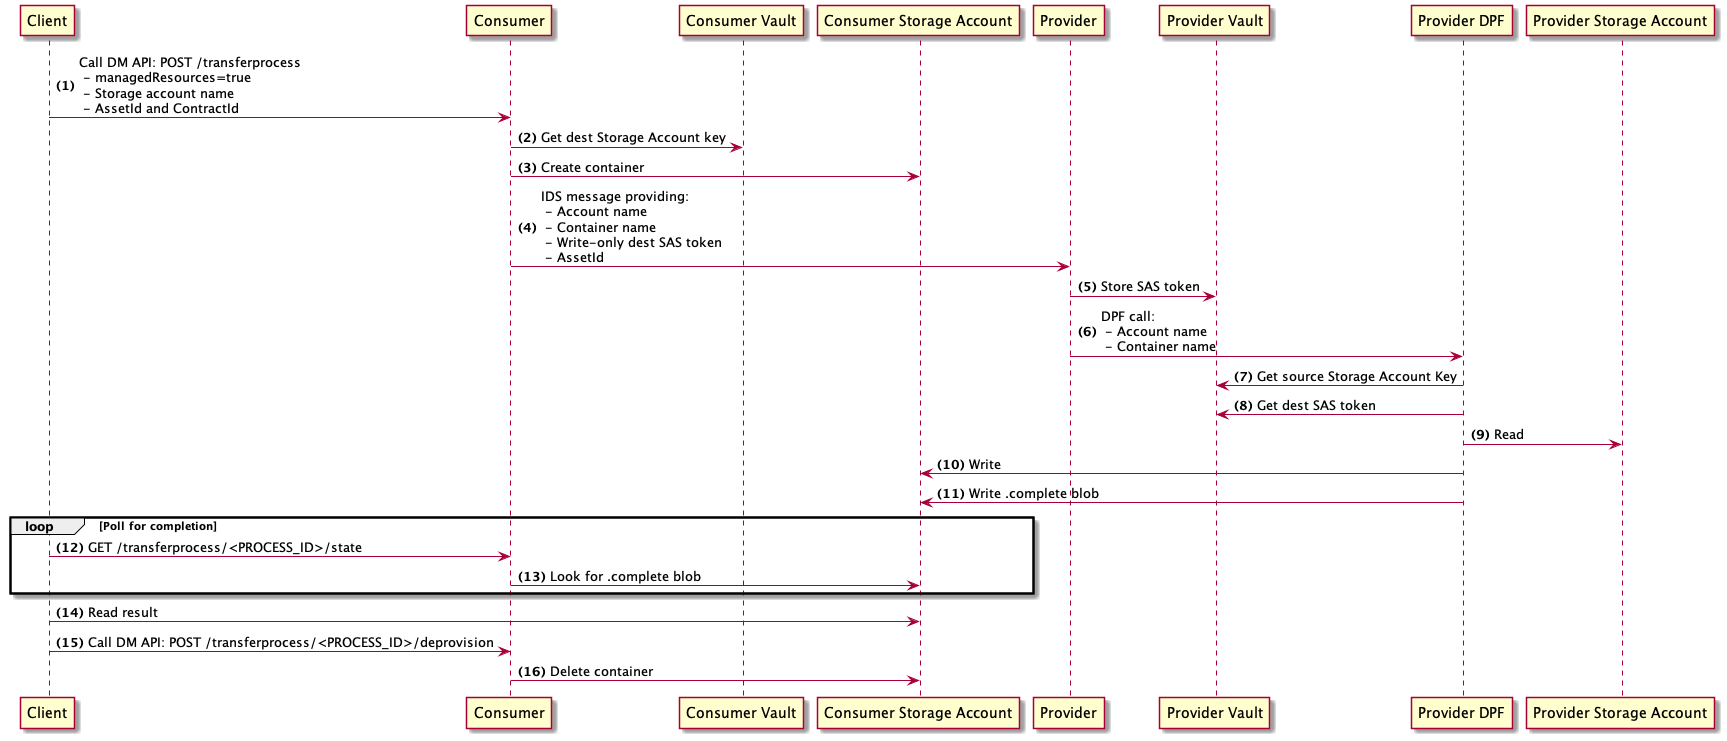 Client
Consumer
Consumer Vault
Consumer Storage Account
Provider
Provider Vault
Provider DPF
Provider Storage Account
Call DM API: POST /transferprocess
- managedResources=true
(1)
- Storage account name
- AssetId and ContractId
(2) Get dest Storage Account key
(3) Create container
IDS message providing:
- Account name
(4) - Container name
- Write-only dest SAS token
- AssetId
(5) Store SAS token
DPF call:
(6) - Account name
- Container name
(7) Get source Storage Account Key
(8) Get dest SAS token
(9) Read
(10) Write
(11) Write .complete blob
loop [Poll for completion]
(12) GET /transferprocess/<PROCESS_ID>/state
(13) Look for .complete blob
(14) Read result
(15) Call DM API: POST /transferprocess/<PROCESS_ID>/deprovision
(16) Delete container
Client
Consumer
Consumer Vault
Consumer Storage Account
Provider
Provider Vault
Provider DPF
Provider Storage Account